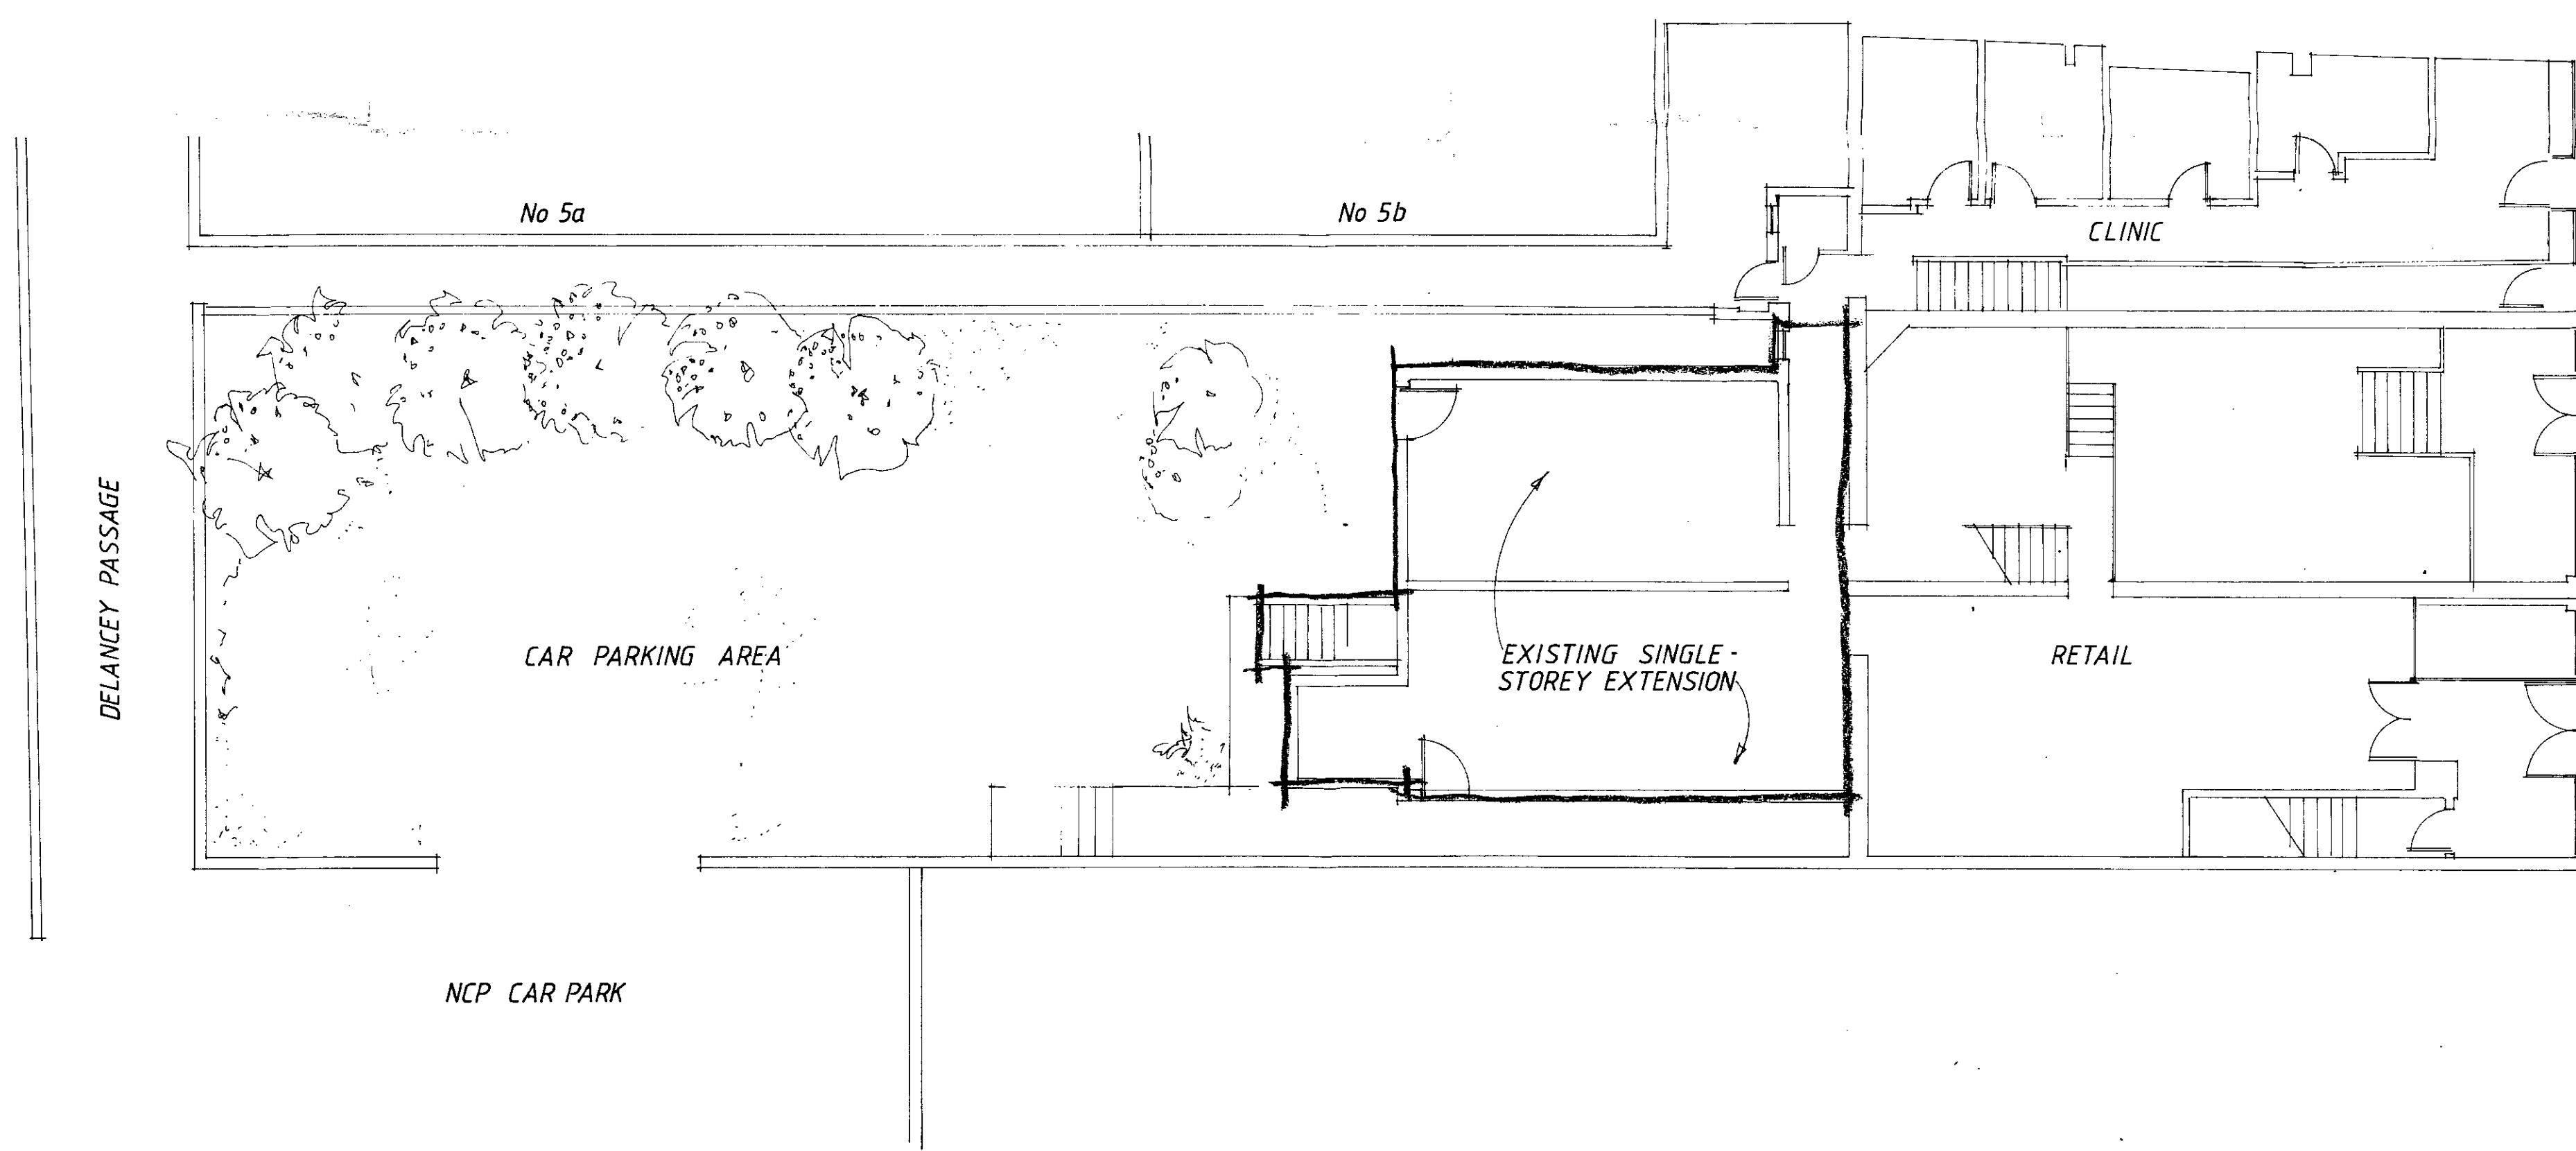 No 5a
No 5b
CLINIC
DELANCEY PASSAGE
CAR PARKING AREA
EXISTING SINGLE-
STOREY EXTENSION
RETAIL
NCP CAR PARK